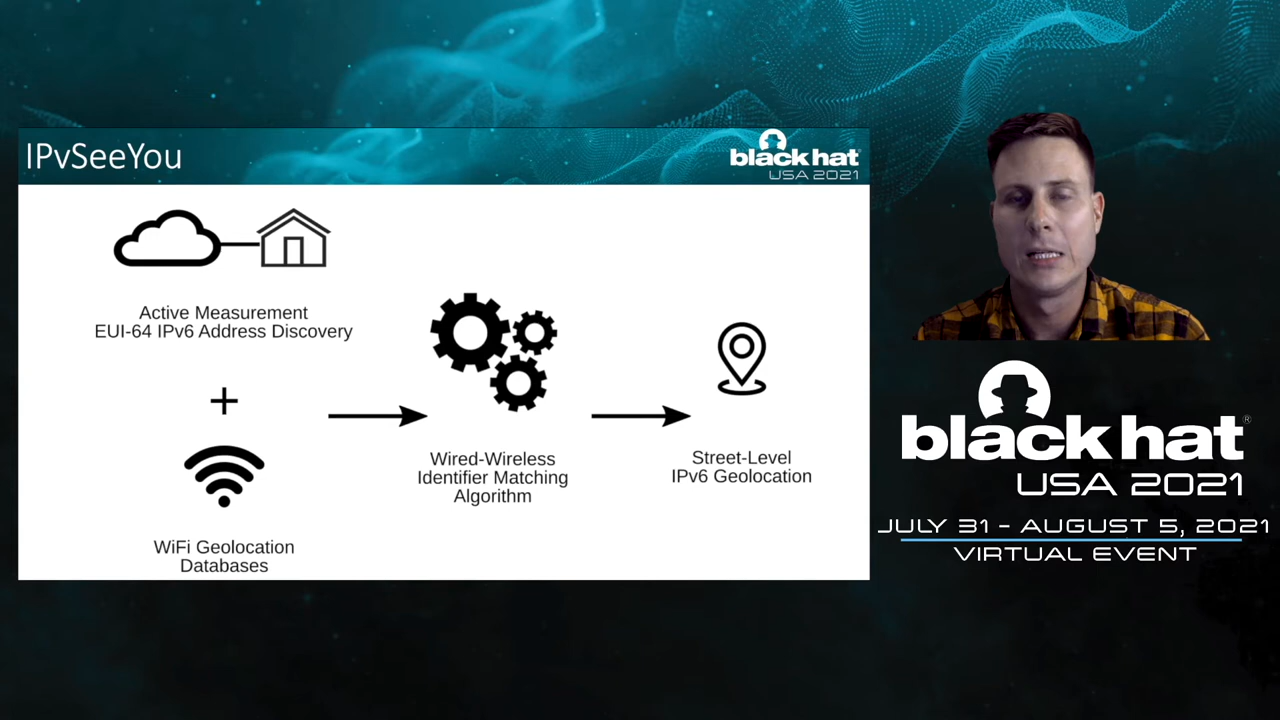 IPvSeeYou
black hat
USA 2021
Active Measurement
EUI-64 IPv6 Address Discovery
+
WiFi Geolocation
Databases
Wired-Wireless
Identifier Matching
Algorithm
Street-Level
IPv6 Geolocation
black hat®
USA 2021
JULY 31 - AUGUST 5, 2021
VIRTUAL EVENT